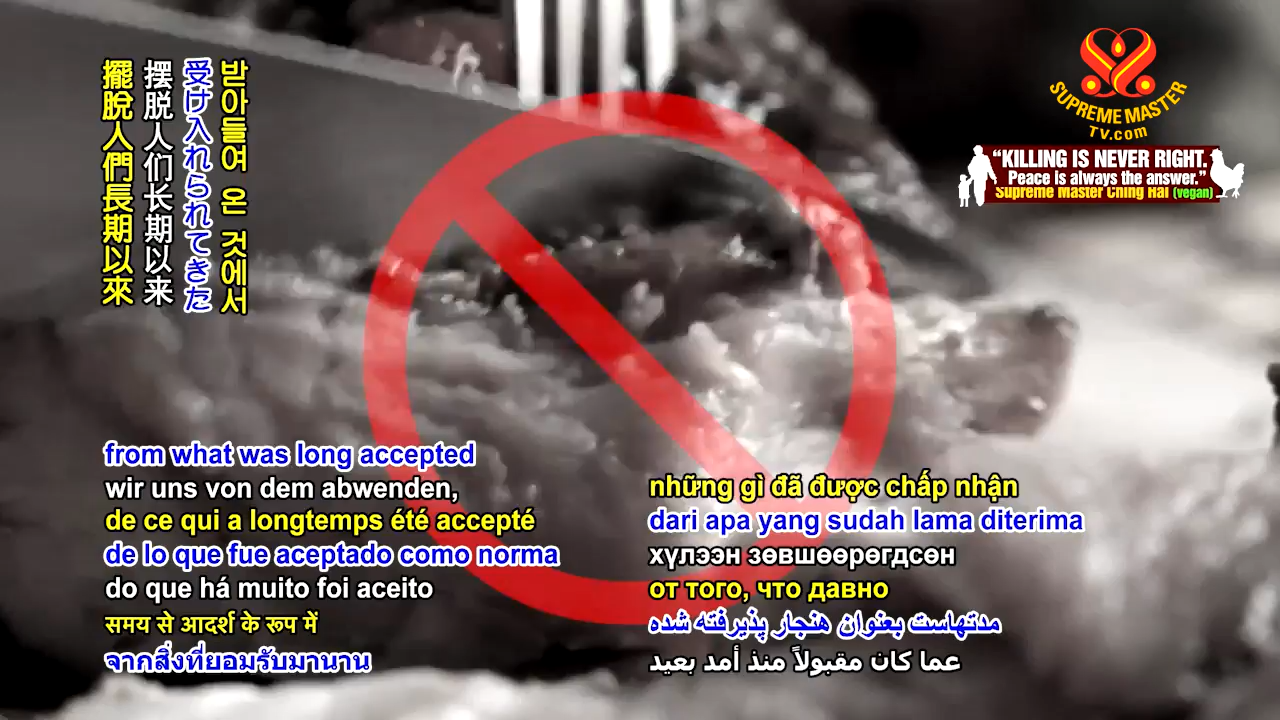 擺脫人們長期以來
摆脱人们长期以来
受け入れられてきた
받아들여 온 것에서
SUPREME MASTER
TV.com
“KILLING IS NEVER RIGHT.
Peace is always the answer.”
Supreme Master Ching Hai (vegan)
from what was long accepted
wir uns von dem abwenden,
de ce qui a longtemps été accepté
de lo que fue aceptado como norma
do que há muito foi aceito
समय से आदर्श के रूप में
จากสิ่งที่ยอมรับมานาน
những gì đã được chấp nhận
dari apa yang sudah lama diterima
хүлээн зөвшөөрөгдсөн
от того, что давно
مدتهاست بعنوان هنجار پذیرفته شده
عما كان مقبولاً منذ أمد بعيد